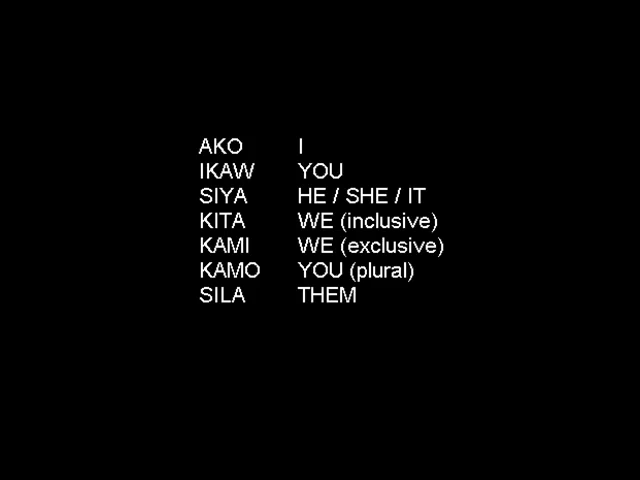 AKO I
IKAW YOU
SIYA HE / SHE / IT
KITA WE (inclusive)
KAMI WE (exclusive)
KAMO YOU (plural)
SILA THEM